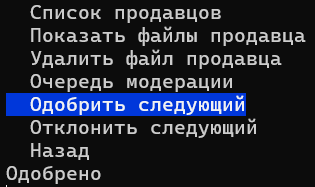 Список продавцов
Показать файлы продавца
Удалить файл продавца
Очередь модерации
Одобрить следующий
Отклонить следующий
Назад
Одобрено